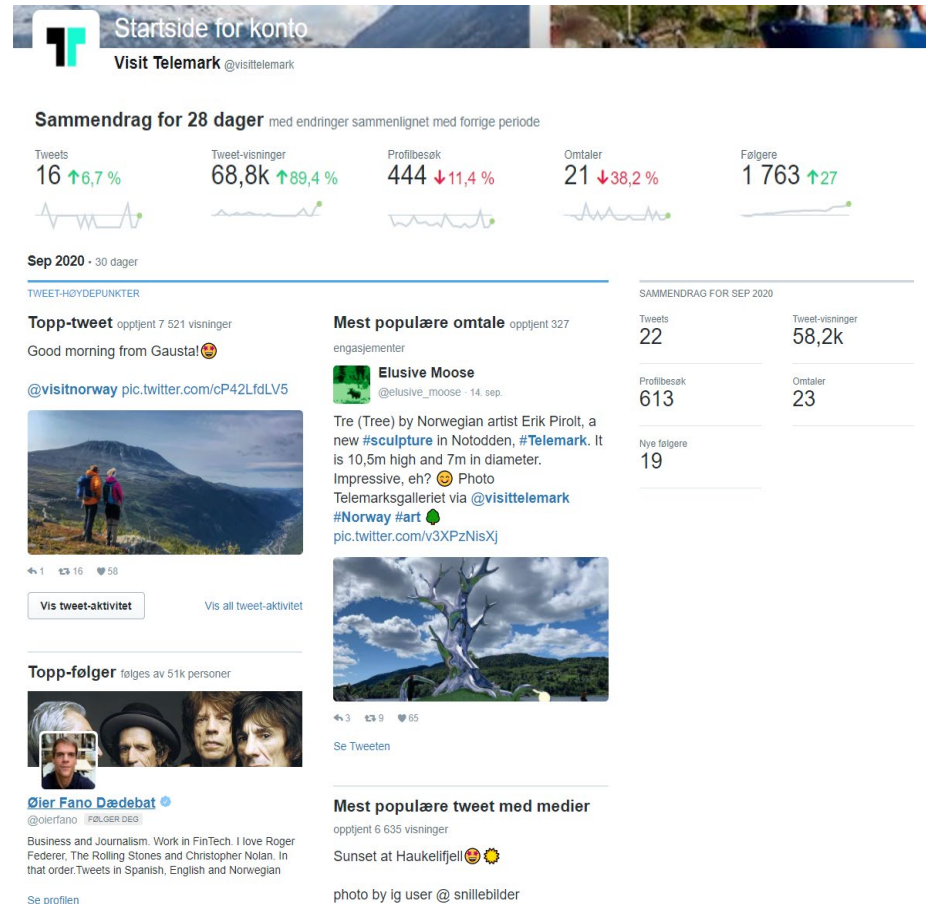 Startside for konto
Visit Telemark @visittelemark
Sammendrag for 28 dager med endringer sammenlignet med forrige periode
Tweets
16 ↑6,7 %
Tweet-visninger
68,8k ↑89,4 %
Profilbesøk
444 ↓11,4 %
Omtaler
21 ↓38,2 %
Følgere
1 763 ↑27
Sep 2020 • 30 dager
TWEET-HØYDEPUNKTER
Topp-tweet opptjent 7 521 visninger
Good morning from Gausta!🤩
@visitnorway pic.twitter.com/cP42LfdLV5
1 16 58
Vis tweet-aktivitet
Vis all tweet-aktivitet
Topp-følger følges av 51k personer
Øier Fano Dædebat
@oierfano FØLGER DEG
Business and Journalism. Work in FinTech. I love Roger
Federer, The Rolling Stones and Christopher Nolan. In
that order.Tweets in Spanish, English and Norwegian
Se profilen
Mest populære omtale opptjent 327
engasjementer
Elusive Moose
@elusive_moose · 14. sep.
Tre (Tree) by Norwegian artist Erik Pirolt, a
new #sculpture in Notodden, #Telemark. It
is 10,5m high and 7m in diameter.
Impressive, eh? 😊 Photo
Telemarksgalleriet via @visittelemark
#Norway #art 🌳
pic.twitter.com/v3XPzNisXj
3 9 65
Se Tweeten
Mest populære tweet med medier
opptjent 6 635 visninger
Sunset at Haukelifjell🤩🌞
photo by ig user @ snillebilder
SAMMENDRAG FOR SEP 2020
Tweets
22
Tweet-visninger
58,2k
Profilbesøk
613
Omtaler
23
Nye følgere
19